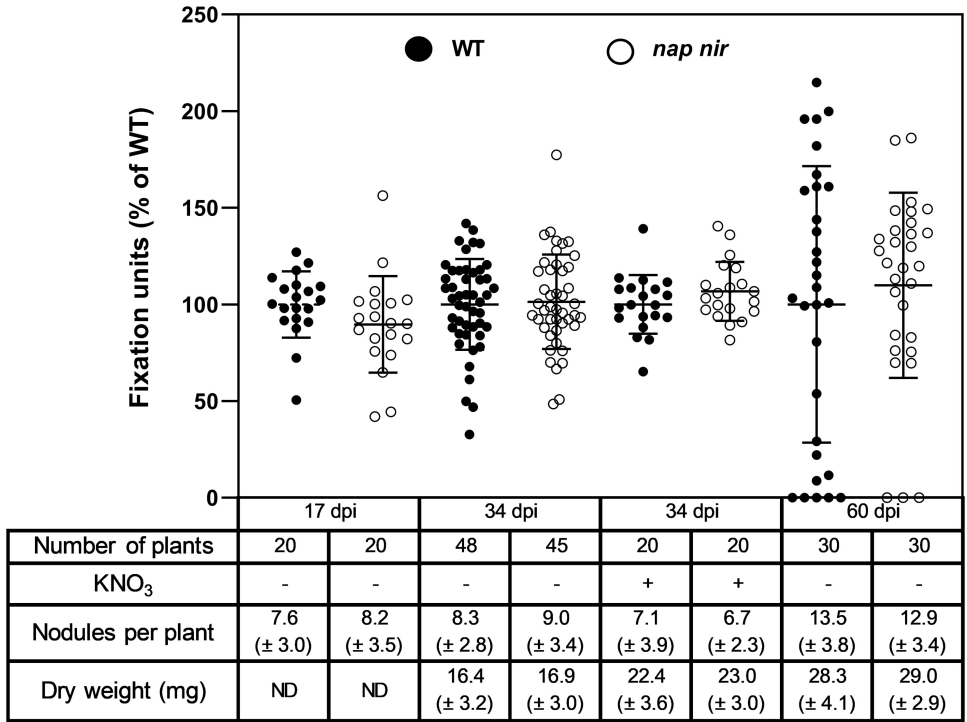 250
WT nap nir
200
150
100
50
0
Fixation units (% of WT)
17 dpi 34 dpi 34 dpi 60 dpi
Number of plants 20 20 48 45 20 20 30 30
KNO₃ - - - - + + - -
7.6 8.2 8.3 9.0 7.1 6.7 13.5 12.9
Nodules per plant
(± 3.0) (± 3.5) (± 2.8) (± 3.4) (± 3.9) (± 2.3) (± 3.8) (± 3.4)
16.4 16.9 22.4 23.0 28.3 29.0
Dry weight (mg) ND ND
(± 3.2) (± 3.0) (± 3.6) (± 3.0) (± 4.1) (± 2.9)